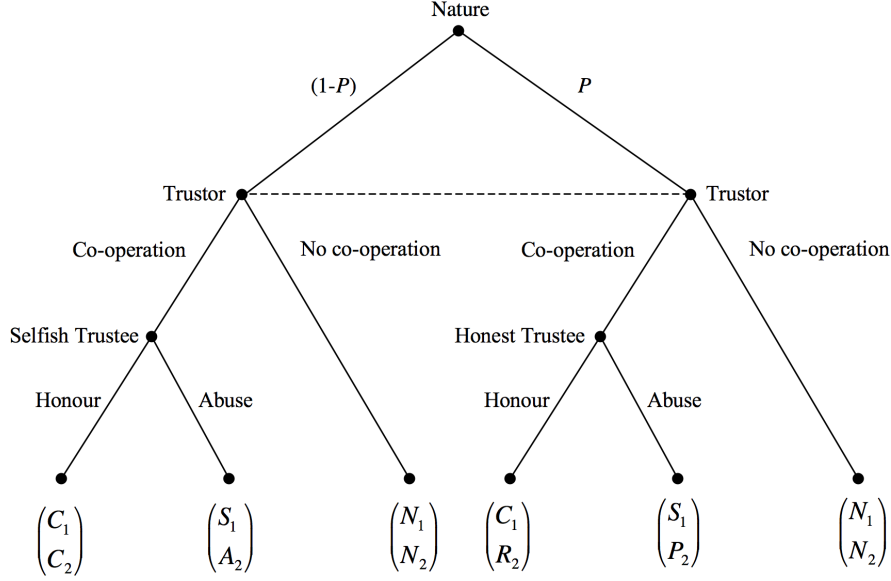 Nature
(1-P)
P
Trustor
Trustor
Co-operation
No co-operation
Co-operation
No co-operation
Selfish Trustee
Honest Trustee
Honour
Abuse
Honour
Abuse
C₁
C₂
S₁
A₂
N₁
N₂
C₁
R₂
S₁
P₂
N₁
N₂